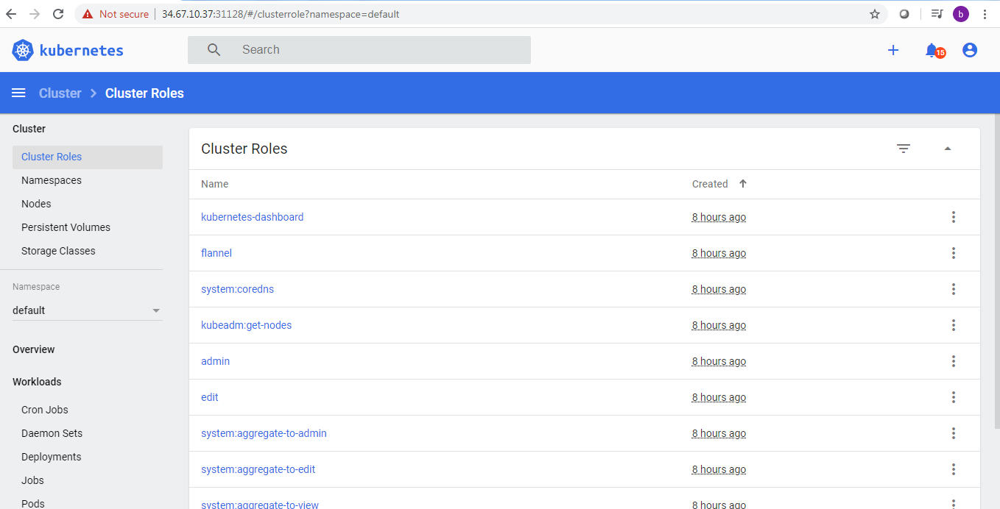 Not secure 34.67.10.37:31128/#/clusterrole?namespace=default b
kubernetes Search 15
Cluster Cluster Roles
Cluster
Cluster Roles
Namespaces
Nodes
Persistent Volumes
Storage Classes
Namespace
default
Overview
Workloads
Cron Jobs
Daemon Sets
Deployments
Jobs
Pods
Cluster Roles
Name Created
kubernetes-dashboard 8 hours ago
flannel 8 hours ago
system:coredns 8 hours ago
kubeadm:get-nodes 8 hours ago
admin 8 hours ago
edit 8 hours ago
system:aggregate-to-admin 8 hours ago
system:aggregate-to-edit 8 hours ago
system:aggregate-to-view 8 hours ago